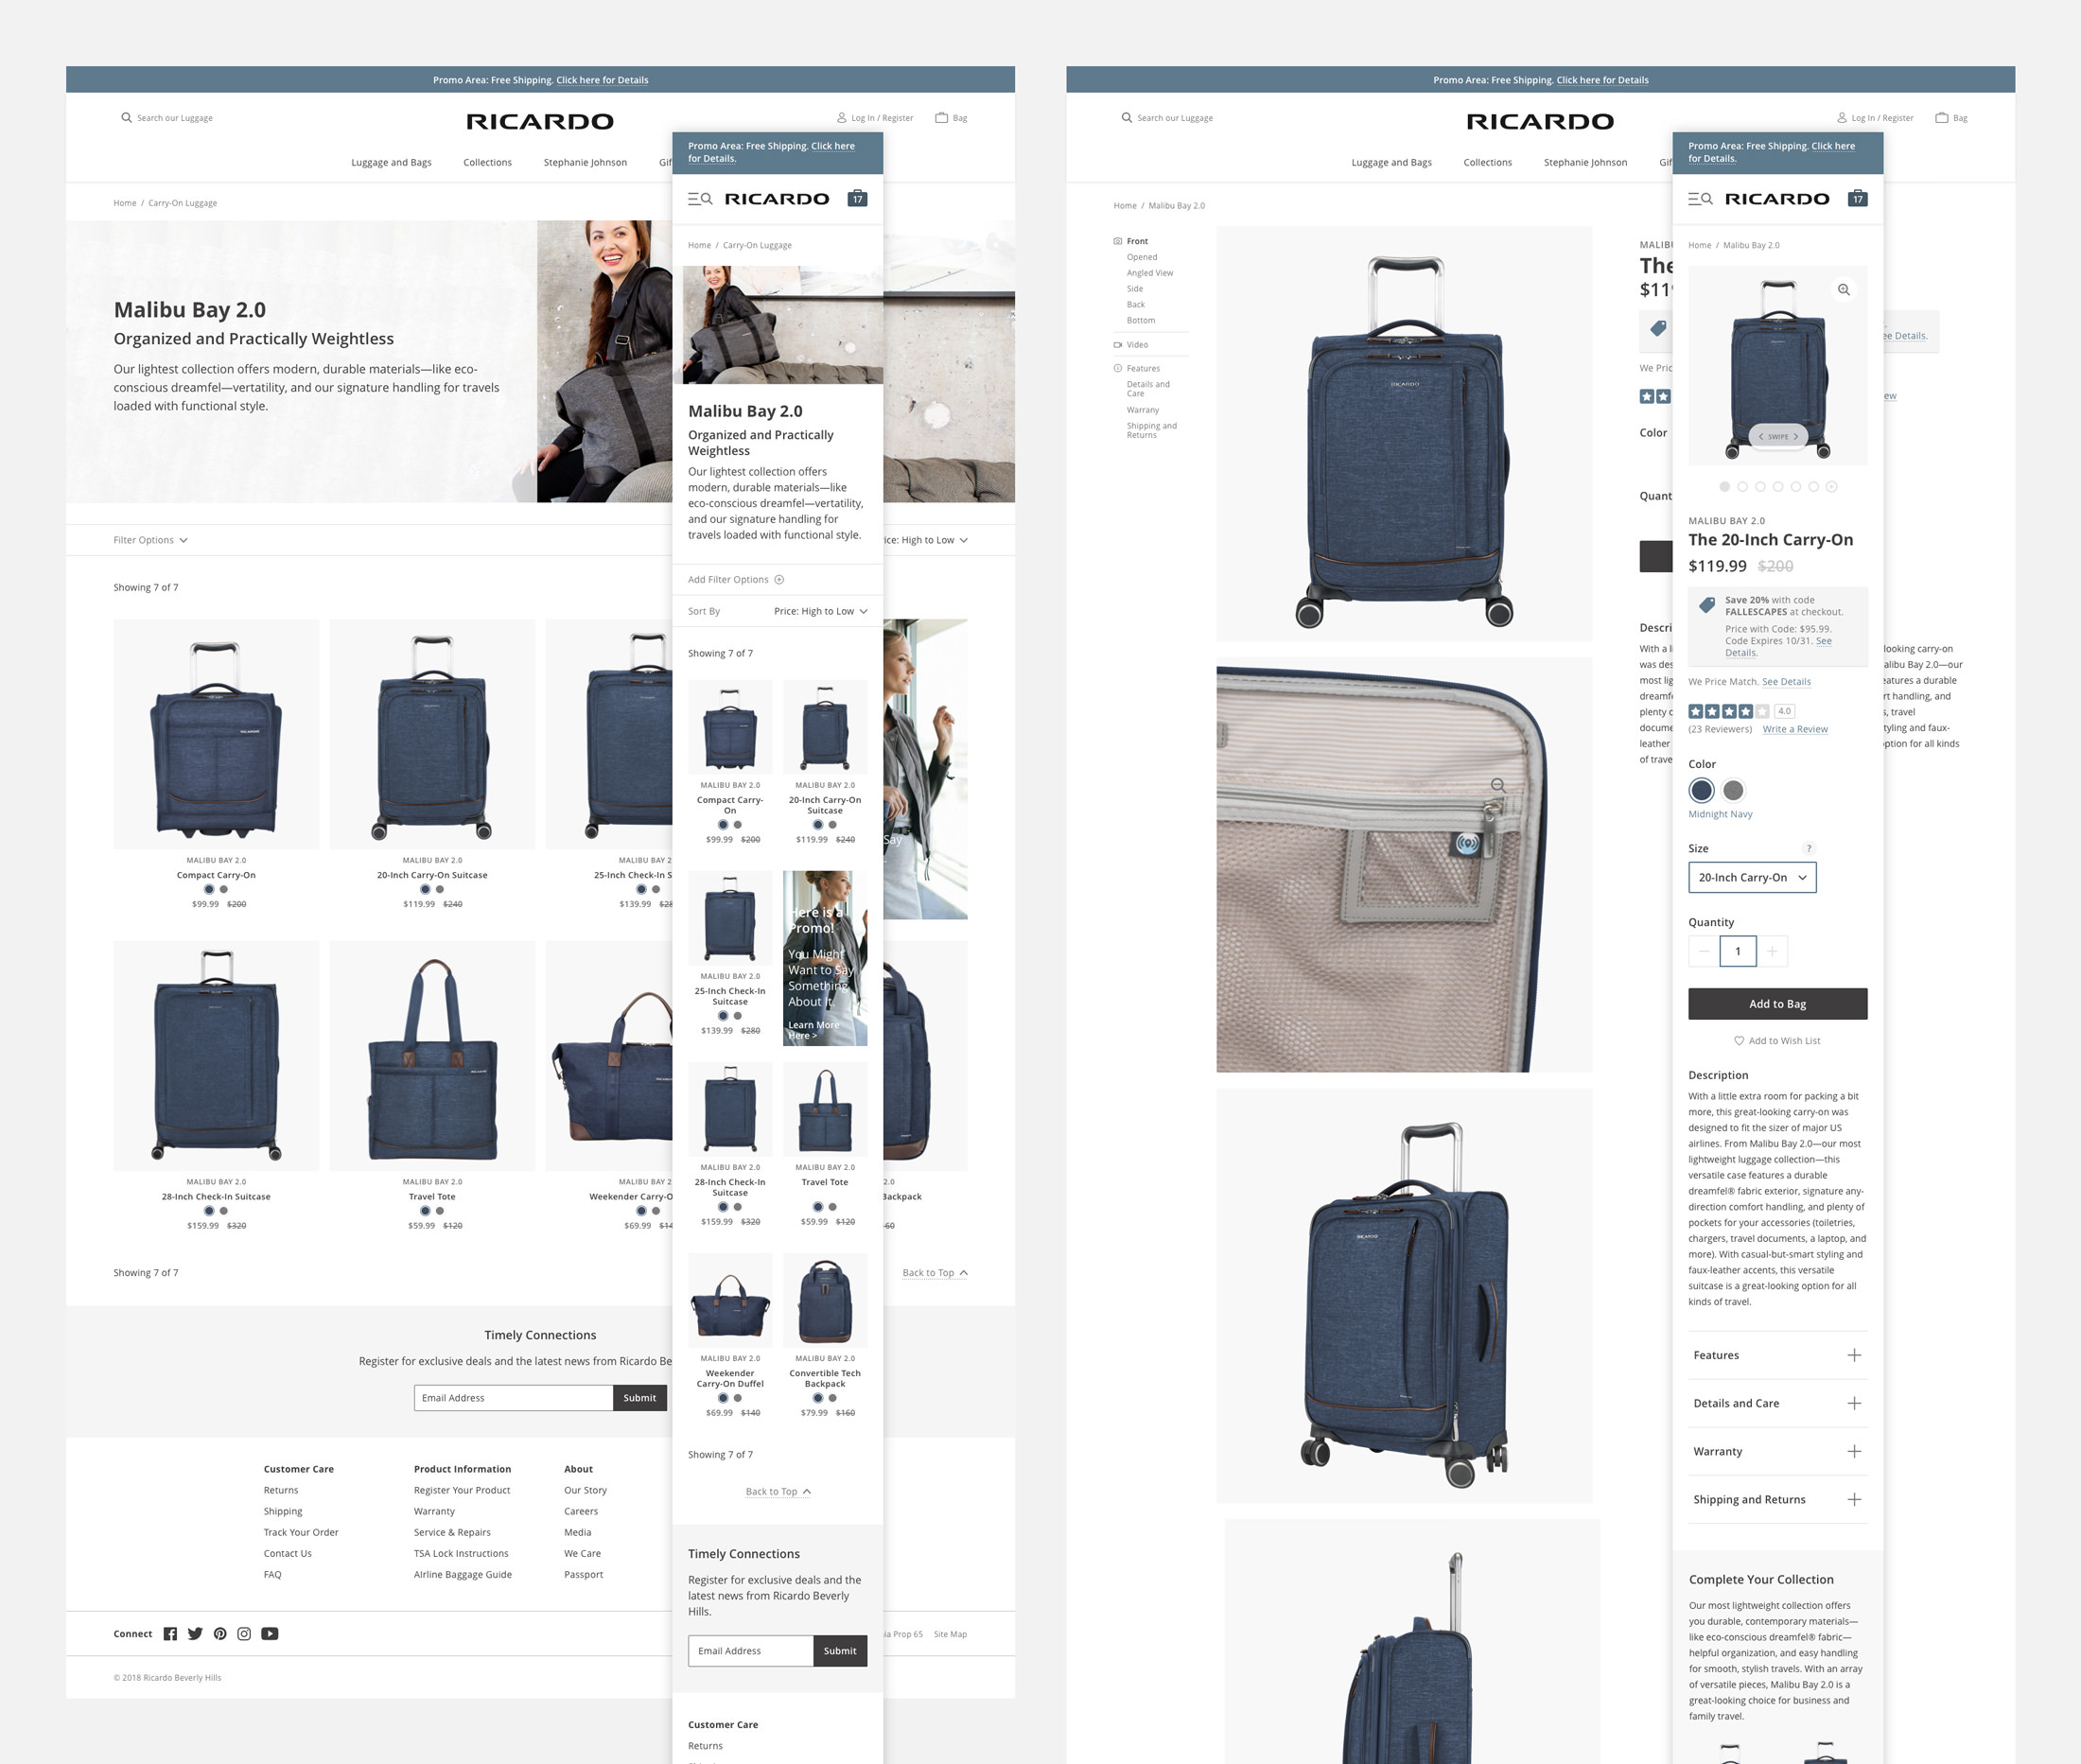 Promo Area: Free Shipping. Click here for Details
Search our Luggage
RICARDO
Log In / Register
Bag
Luggage and Bags
Collections
Stephanie Johnson
Home / Carry-On Luggage
Malibu Bay 2.0
Organized and Practically Weightless
Our lightest collection offers modern, durable materials—like eco-
conscious dreamfel—vertatility, and our signature handling for travels
loaded with functional style.
Filter Options
ice: High to Low
Showing 7 of 7
MALIBU BAY 2.0
Compact Carry-On
$99.99 $200
MALIBU BAY 2.0
20-Inch Carry-On Suitcase
$119.99 $240
MALIBU BAY 2
25-Inch Check-In S
$139.99 $28
Say
MALIBU BAY 2.0
28-Inch Check-In Suitcase
$159.99 $320
MALIBU BAY 2.0
Travel Tote
$59.99 $120
MALIBU BAY 2
Weekender Carry-O
$69.99 $14
Backpack
60
Showing 7 of 7
Back to Top
Timely Connections
Register for exclusive deals and the latest news from Ricardo Be
Email Address
Submit
Customer Care
Returns
Shipping
Track Your Order
Contact Us
FAQ
Product Information
Register Your Product
Warranty
Service & Repairs
TSA Lock Instructions
AIrline Baggage Guide
About
Our Story
Careers
Media
We Care
Passport
Connect
ia Prop 65
Site Map
© 2018 Ricardo Beverly Hills
Promo Area: Free Shipping. Click here
for Details.
RICARDO
17
Home / Carry-On Luggage
Malibu Bay 2.0
Organized and Practically
Weightless
Our lightest collection offers
modern, durable materials—like
eco-conscious dreamfel—vertatility,
and our signature handling for
travels loaded with functional style.
Add Filter Options
Sort By
Price: High to Low
Showing 7 of 7
MALIBU BAY 2.0
Compact Carry-
On
$99.99 $200
MALIBU BAY 2.0
20-Inch Carry-On
Suitcase
$119.99 $240
MALIBU BAY 2.0
25-Inch Check-In
Suitcase
$139.99 $280
Here is a
Promo!
You Might
Want to Say
Something
About It.
Learn More
Here >
MALIBU BAY 2.0
28-Inch Check-In
Suitcase
$159.99 $320
MALIBU BAY 2.0
Travel Tote
$59.99 $120
MALIBU BAY 2.0
Weekender
Carry-On Duffel
$69.99 $140
MALIBU BAY 2.0
Convertible Tech
Backpack
$79.99 $160
Showing 7 of 7
Back to Top
Timely Connections
Register for exclusive deals and the
latest news from Ricardo Beverly
Hills.
Email Address
Submit
Customer Care
Returns
Promo Area: Free Shipping. Click here for Details
Search our Luggage
RICARDO
Log In / Register
Bag
Luggage and Bags
Collections
Stephanie Johnson
Home / Malibu Bay 2.0
Front
Opened
Angled View
Side
Back
Bottom
Video
Features
Details and
Care
Warrany
Shipping and
Returns
RICARDO
RICARDO
MALIBU
The
$11
ee Details.
We Pric
ew
Color
Quant
Descri
With a li
looking carry-on
was des
alibu Bay 2.0—our
most lig
eatures a durable
dreamfe
rt handling, and
plenty o
s, travel
docume
tyling and faux-
leather
option for all kinds
of trave
Promo Area: Free Shipping. Click here
for Details.
RICARDO
17
Home / Malibu Bay 2.0
SWIPE
MALIBU BAY 2.0
The 20-Inch Carry-On
$119.99 $200
Save 20% with code
FALLESCAPES at checkout.
Price with Code: $95.99.
Code Expires 10/31. See
Details.
We Price Match. See Details
4.0
(23 Reviewers) Write a Review
Color
Midnight Navy
Size
?
20-Inch Carry-On
Quantity
1
Add to Bag
Add to Wish List
Description
With a little extra room for packing a bit
more, this great-looking carry-on was
designed to fit the sizer of major US
airlines. From Malibu Bay 2.0—our most
lightweight luggage collection—this
versatile case features a durable
dreamfel® fabric exterior, signature any-
direction comfort handling, and plenty of
pockets for your accessories (toiletries,
chargers, travel documents, a laptop, and
more). With casual-but-smart styling and
faux-leather accents, this versatile
suitcase is a great-looking option for all
kinds of travel.
Features
Details and Care
Warranty
Shipping and Returns
Complete Your Collection
Our most lightweight collection offers
you durable, contemporary materials—
like eco-conscious dreamfel® fabric—
helpful organization, and easy handling
for smooth, stylish travels. With an array
of versatile pieces, Malibu Bay 2.0 is a
great-looking choice for business and
family travel.